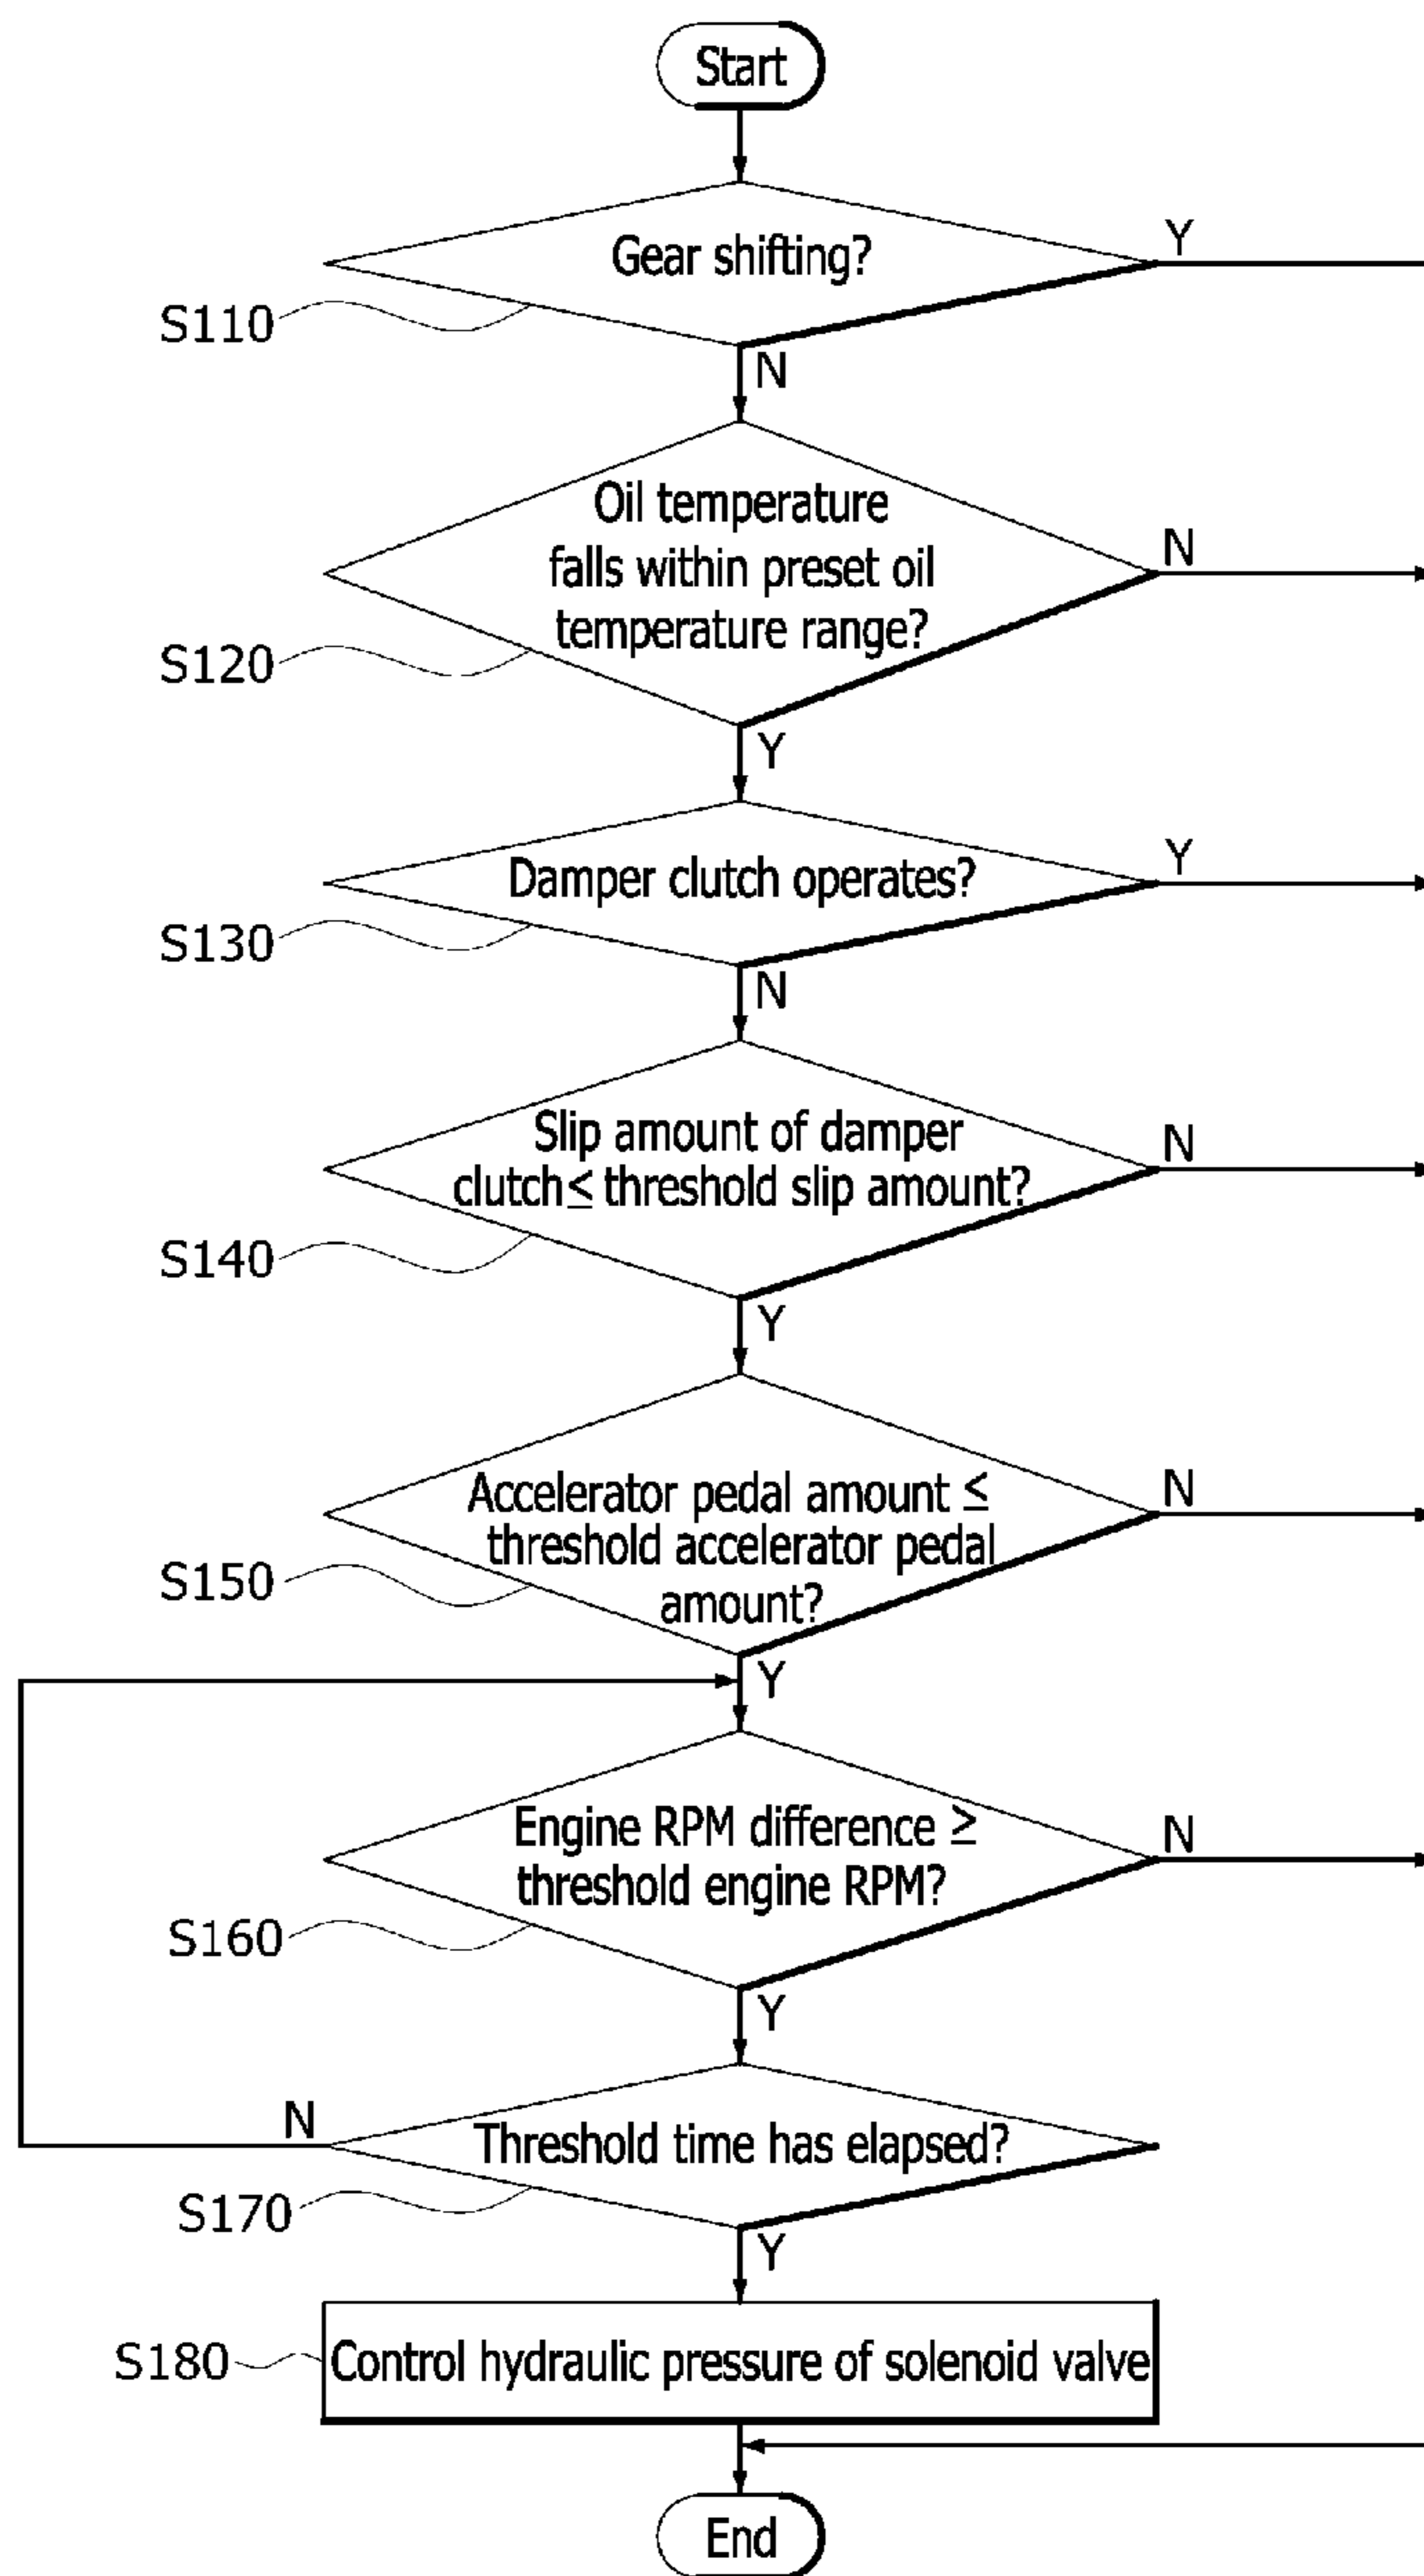 Start
Gear shifting?
Y
S110
N
Oil temperature
falls within preset oil
temperature range?
N
S120
Y
Damper clutch operates?
Y
S130
N
Slip amount of damper
clutch≤ threshold slip amount?
N
S140
Y
Accelerator pedal amount ≤
threshold accelerator pedal
amount?
N
S150
Y
Engine RPM difference ≥
threshold engine RPM?
N
S160
Y
N
Threshold time has elapsed?
S170
Y
S180
Control hydraulic pressure of solenoid valve
End